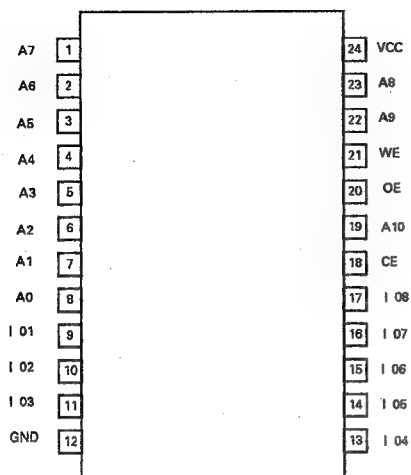 A7 1 24 VCC
A6 2 23 A8
A5 3 22 A9
A4 4 21 WE
A3 5 20 OE
A2 6 19 A10
A1 7 18 CE
A0 8 17 I 08
I 01 9 16 I 07
I 02 10 15 I 06
I 03 11 14 I 05
GND 12 13 I 04